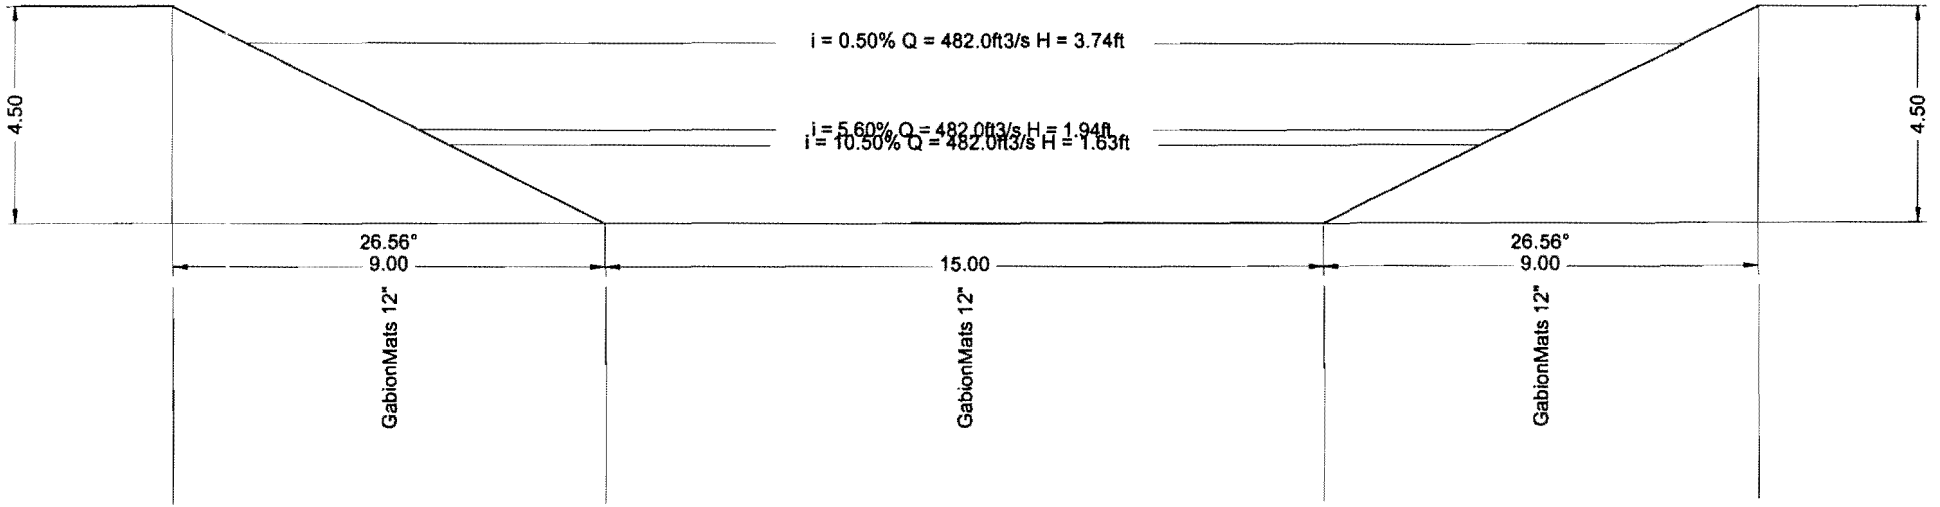 i = 0.50% Q = 482.0ft3/s H = 3.74ft
4.50
4.50
i = 5.60% Q = 482.0ft3/s H = 1.94ft
i = 10.50% Q = 482.0ft3/s H = 1.63ft
26.56°
26.56°
9.00
15.00
9.00
GabionMats 12"
GabionMats 12"
GabionMats 12"